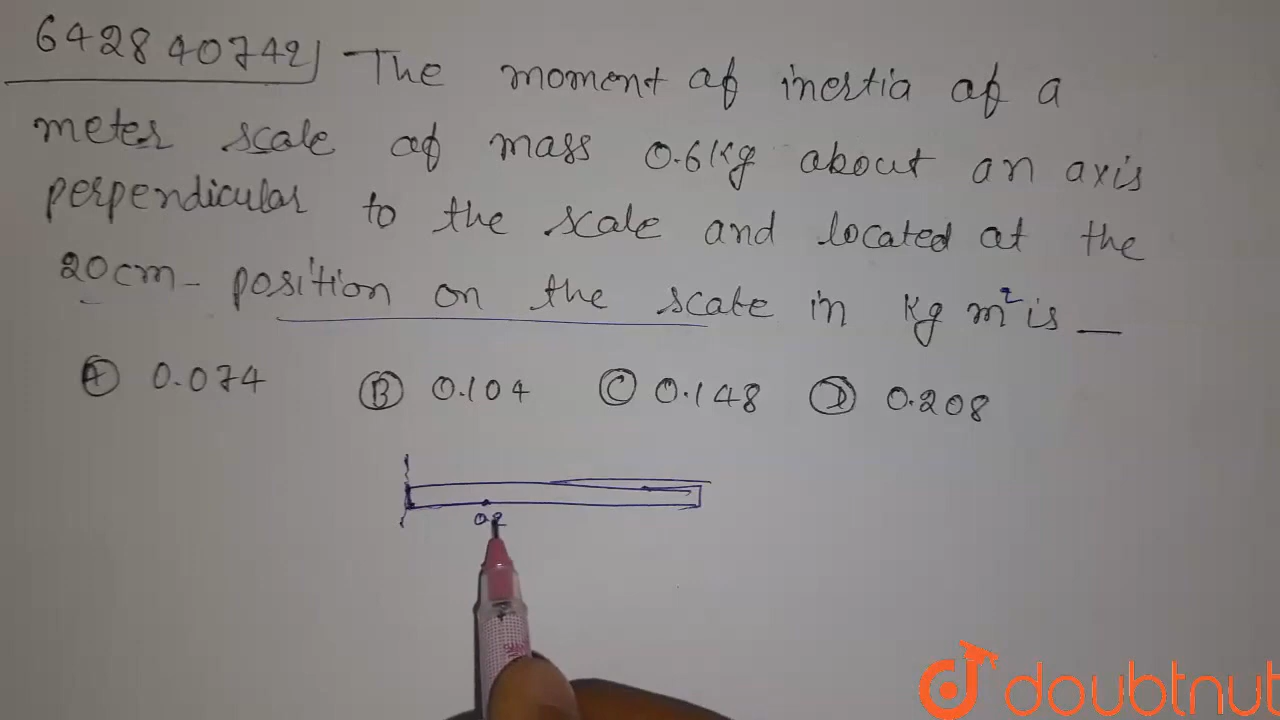 642840742) The moment of inertia of a
meter scale of mass 0.6Kg about an axis
perpendicular to the scale and located at the
20cm- position on the scale in Kg m² is _
Ⓐ 0.074 Ⓑ 0.104 Ⓒ 0.148 Ⓓ 0.208
0.2
doubtnut